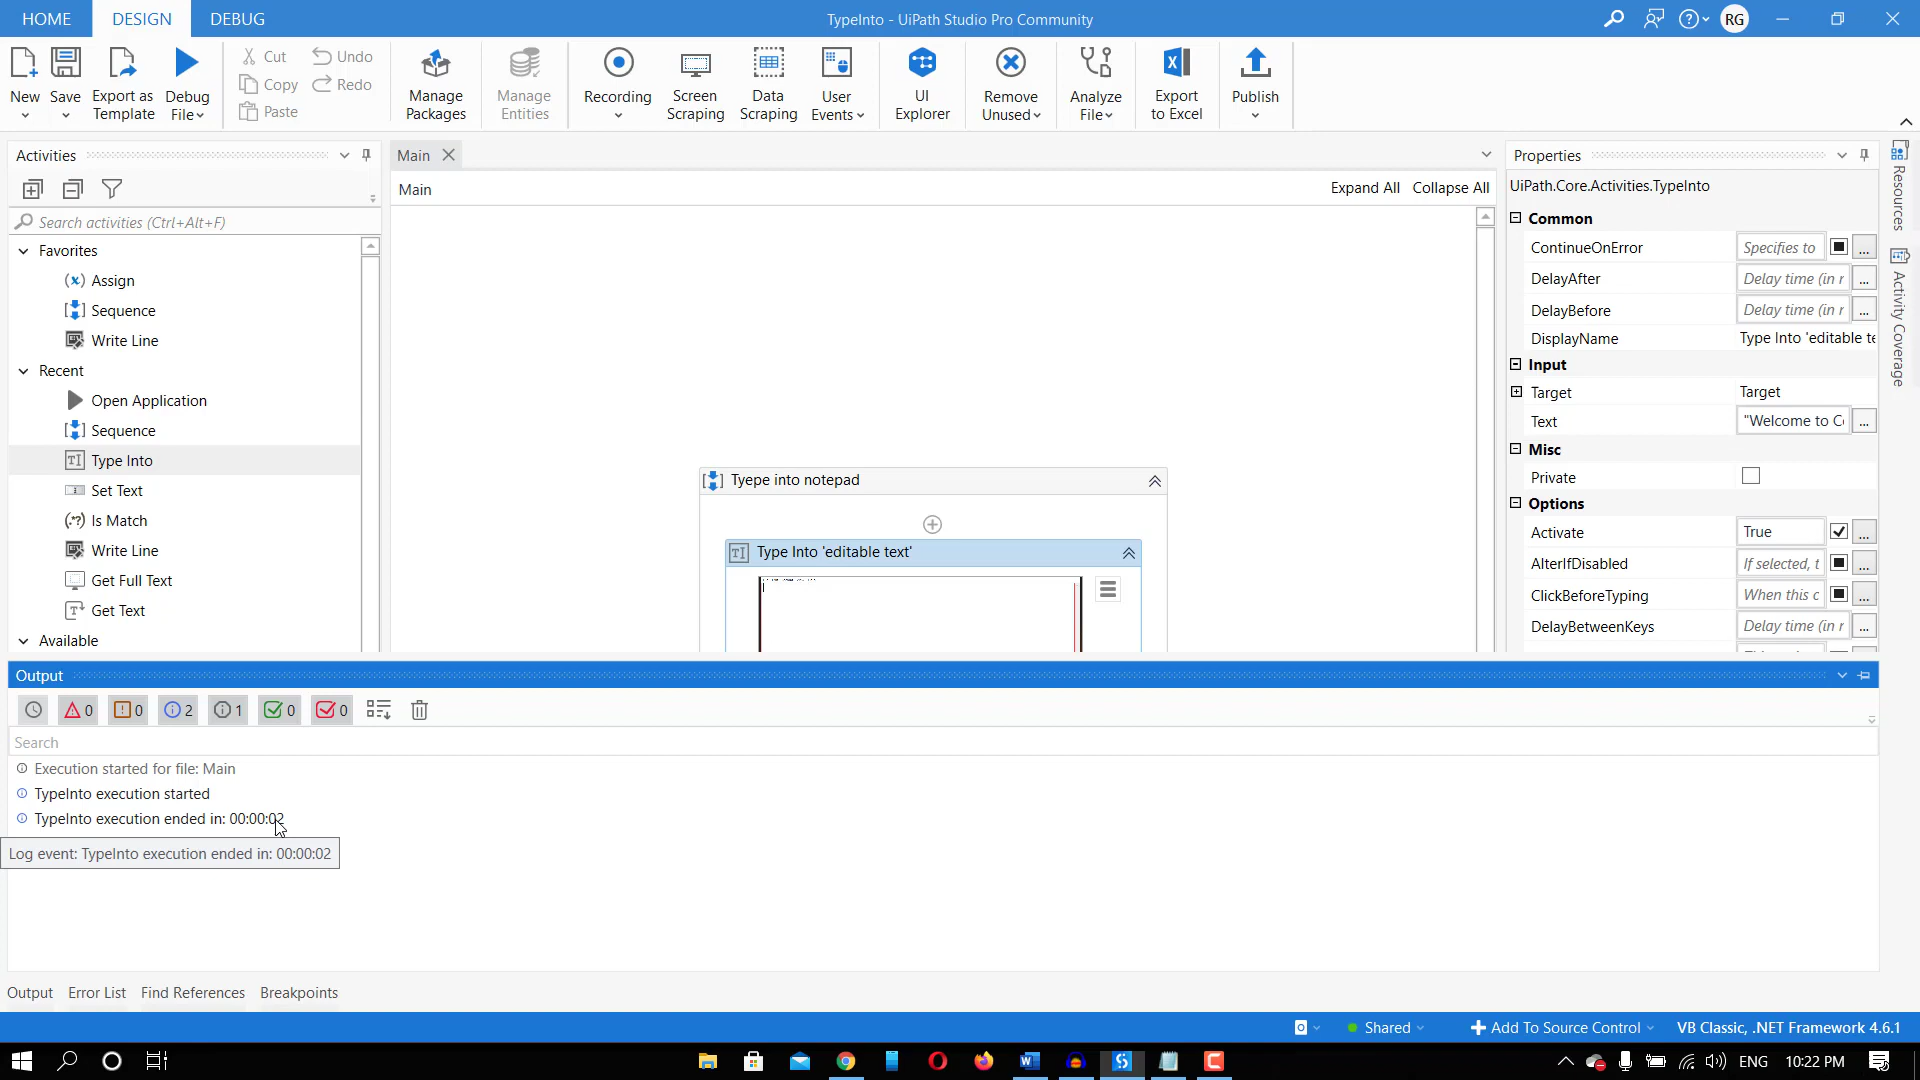 HOME DESIGN DEBUG
TypeInto - UiPath Studio Pro Community
RG
New
Save
Export as
Template
Debug
File
Cut
Copy
Paste
Undo
Redo
Manage
Packages
Manage
Entities
Recording
Screen
Scraping
Data
Scraping
User
Events
UI
Explorer
Remove
Unused
Analyze
File
Export
to Excel
Publish
Activities
Search activities (Ctrl+Alt+F)
Favorites
Assign
Sequence
Write Line
Recent
Open Application
Sequence
Type Into
Set Text
Is Match
Write Line
Get Full Text
Get Text
Available
Main
Main
Expand All Collapse All
Tyepe into notepad
Type Into 'editable text'
Properties
UiPath.Core.Activities.TypeInto
Common
ContinueOnError Specifies to ...
DelayAfter Delay time (in r ...
DelayBefore Delay time (in r ...
DisplayName Type Into 'editable te
Input
Target Target
Text "Welcome to C ...
Misc
Private
Options
Activate True ...
AlterIfDisabled If selected, t ...
ClickBeforeTyping When this c ...
DelayBetweenKeys Delay time (in r ...
Resources
Activity Coverage
Output
0 0 2 1 0 0
Search
Execution started for file: Main
TypeInto execution started
TypeInto execution ended in: 00:00:02
Log event: TypeInto execution ended in: 00:00:02
Output Error List Find References Breakpoints
Shared Add To Source Control VB Classic, .NET Framework 4.6.1
ENG 10:22 PM